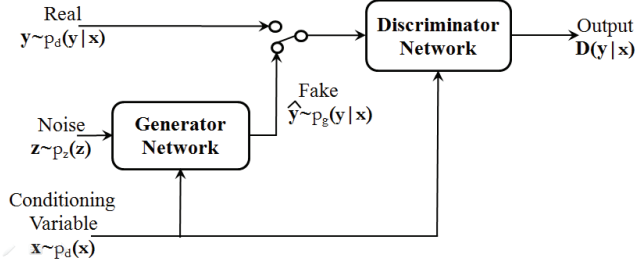 Real
y~pd(y|x)
Discriminator
Network
Output
D(y|x)
Fake
ŷ~pg(y|x)
Noise
z~pz(z)
Generator
Network
Conditioning
Variable
x~pd(x)